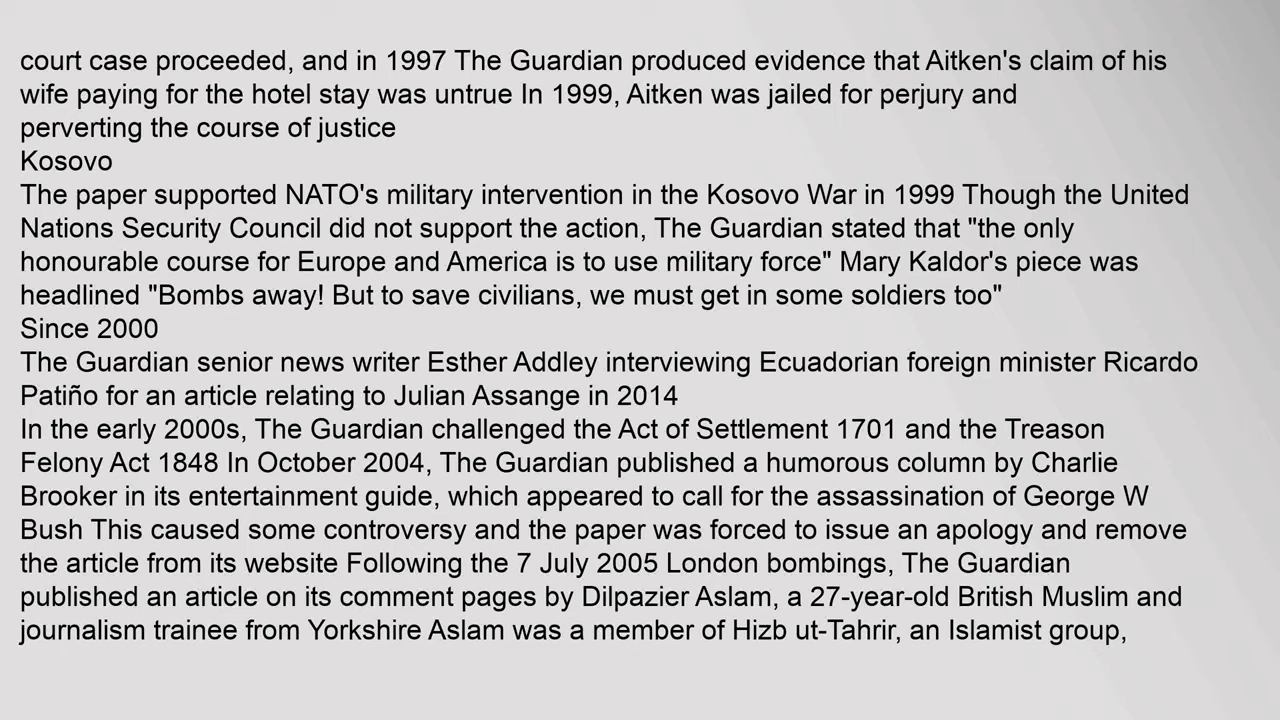 court case proceeded, and in 1997 The Guardian produced evidence that Aitken's claim of his
wife paying for the hotel stay was untrue In 1999, Aitken was jailed for perjury and
perverting the course of justice
Kosovo
The paper supported NATO's military intervention in the Kosovo War in 1999 Though the United
Nations Security Council did not support the action, The Guardian stated that "the only
honourable course for Europe and America is to use military force" Mary Kaldor's piece was
headlined "Bombs away! But to save civilians, we must get in some soldiers too"
Since 2000
The Guardian senior news writer Esther Addley interviewing Ecuadorian foreign minister Ricardo
Patiño for an article relating to Julian Assange in 2014
In the early 2000s, The Guardian challenged the Act of Settlement 1701 and the Treason
Felony Act 1848 In October 2004, The Guardian published a humorous column by Charlie
Brooker in its entertainment guide, which appeared to call for the assassination of George W
Bush This caused some controversy and the paper was forced to issue an apology and remove
the article from its website Following the 7 July 2005 London bombings, The Guardian
published an article on its comment pages by Dilpazier Aslam, a 27-year-old British Muslim and
journalism trainee from Yorkshire Aslam was a member of Hizb ut-Tahrir, an Islamist group,